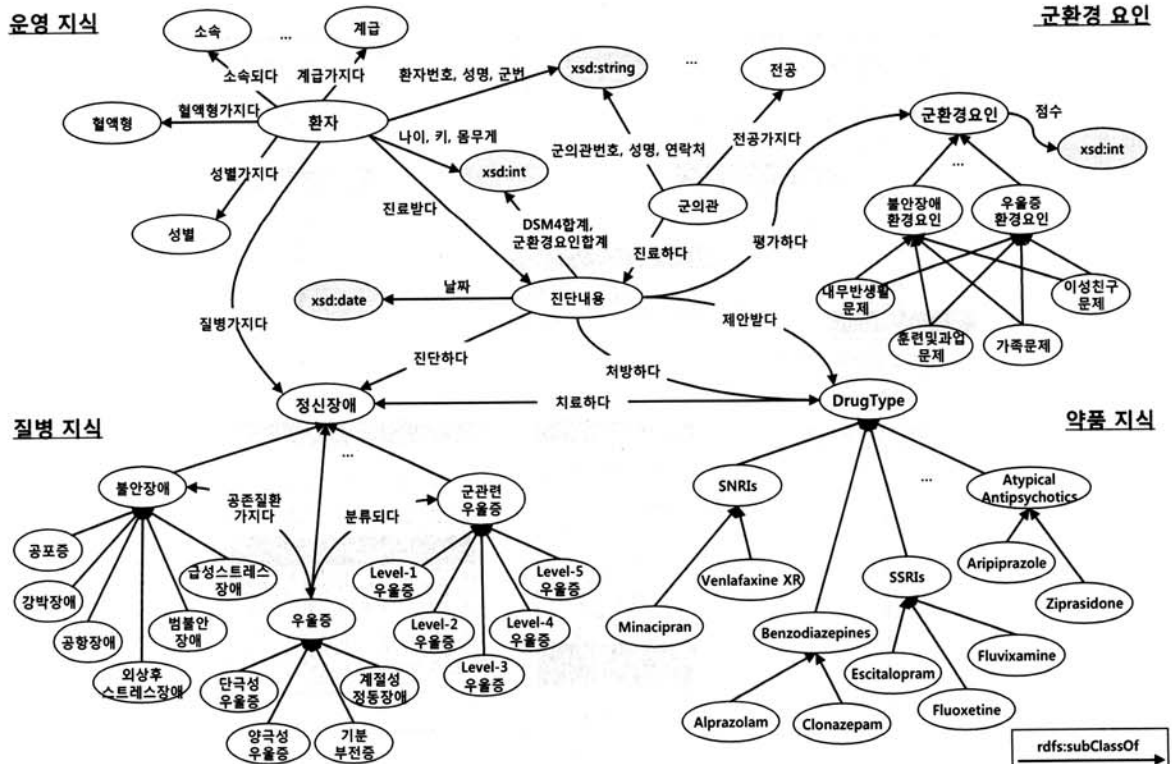 운영 지식
군환경 요인
소속
...
계급
소속되다
계급가지다
환자번호, 성명, 군번
xsd:string
...
전공
혈액형
혈액형가지다
환자
나이, 키, 몸무게
xsd:int
군의관번호, 성명, 연락처
전공가지다
군환경요인
점수
xsd:int
...
성별가지다
성별
진료받다
군의관
불안장애
환경요인
우울증
환경요인
DSM4합계,
군환경요인합계
진료하다
평가하다
xsd:date
날짜
진단내용
내무반생활
문제
이성친구
문제
훈련및과업
문제
가족문제
질병가지다
제안받다
진단하다
처방하다
정신장애
치료하다
DrugType
질병 지식
약품 지식
...
...
불안장애
공존질환
가지다
분류되다
군관련
우울증
SNRIs
Atypical
Antipsychotics
공포증
강박장애
공항장애
외상후
스트레스장애
범불안
장애
급성스트레스
장애
우울증
Level-1
우울증
Level-2
우울증
Level-3
우울증
Level-4
우울증
Level-5
우울증
단극성
우울증
양극성
우울증
기분
부전증
계절성
정동장애
Minacipran
Venlafaxine XR
Benzodiazepines
SSRIs
Aripiprazole
Ziprasidone
Escitalopram
Fluvixamine
Fluoxetine
Alprazolam
Clonazepam
rdfs:subClassOf